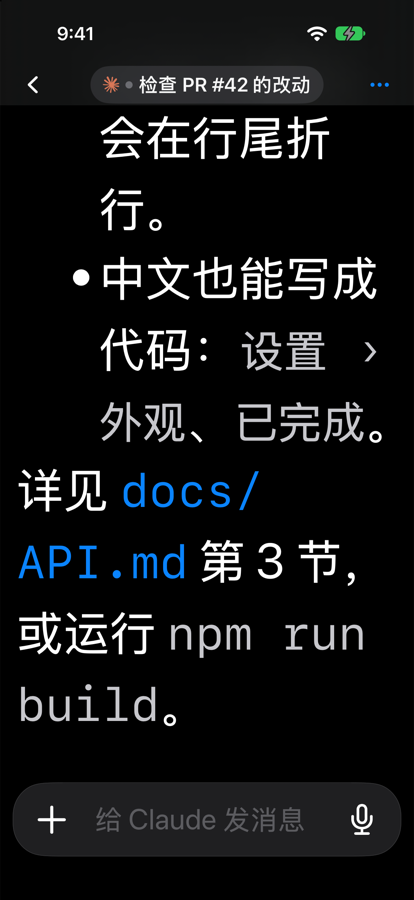 9:41
检查 PR #42 的改动
会在行尾折
行。
• 中文也能写成
代码：设置 ›
外观、已完成。
详见 docs/
API.md 第 3 节，
或运行 npm run
build。
给 Claude 发消息